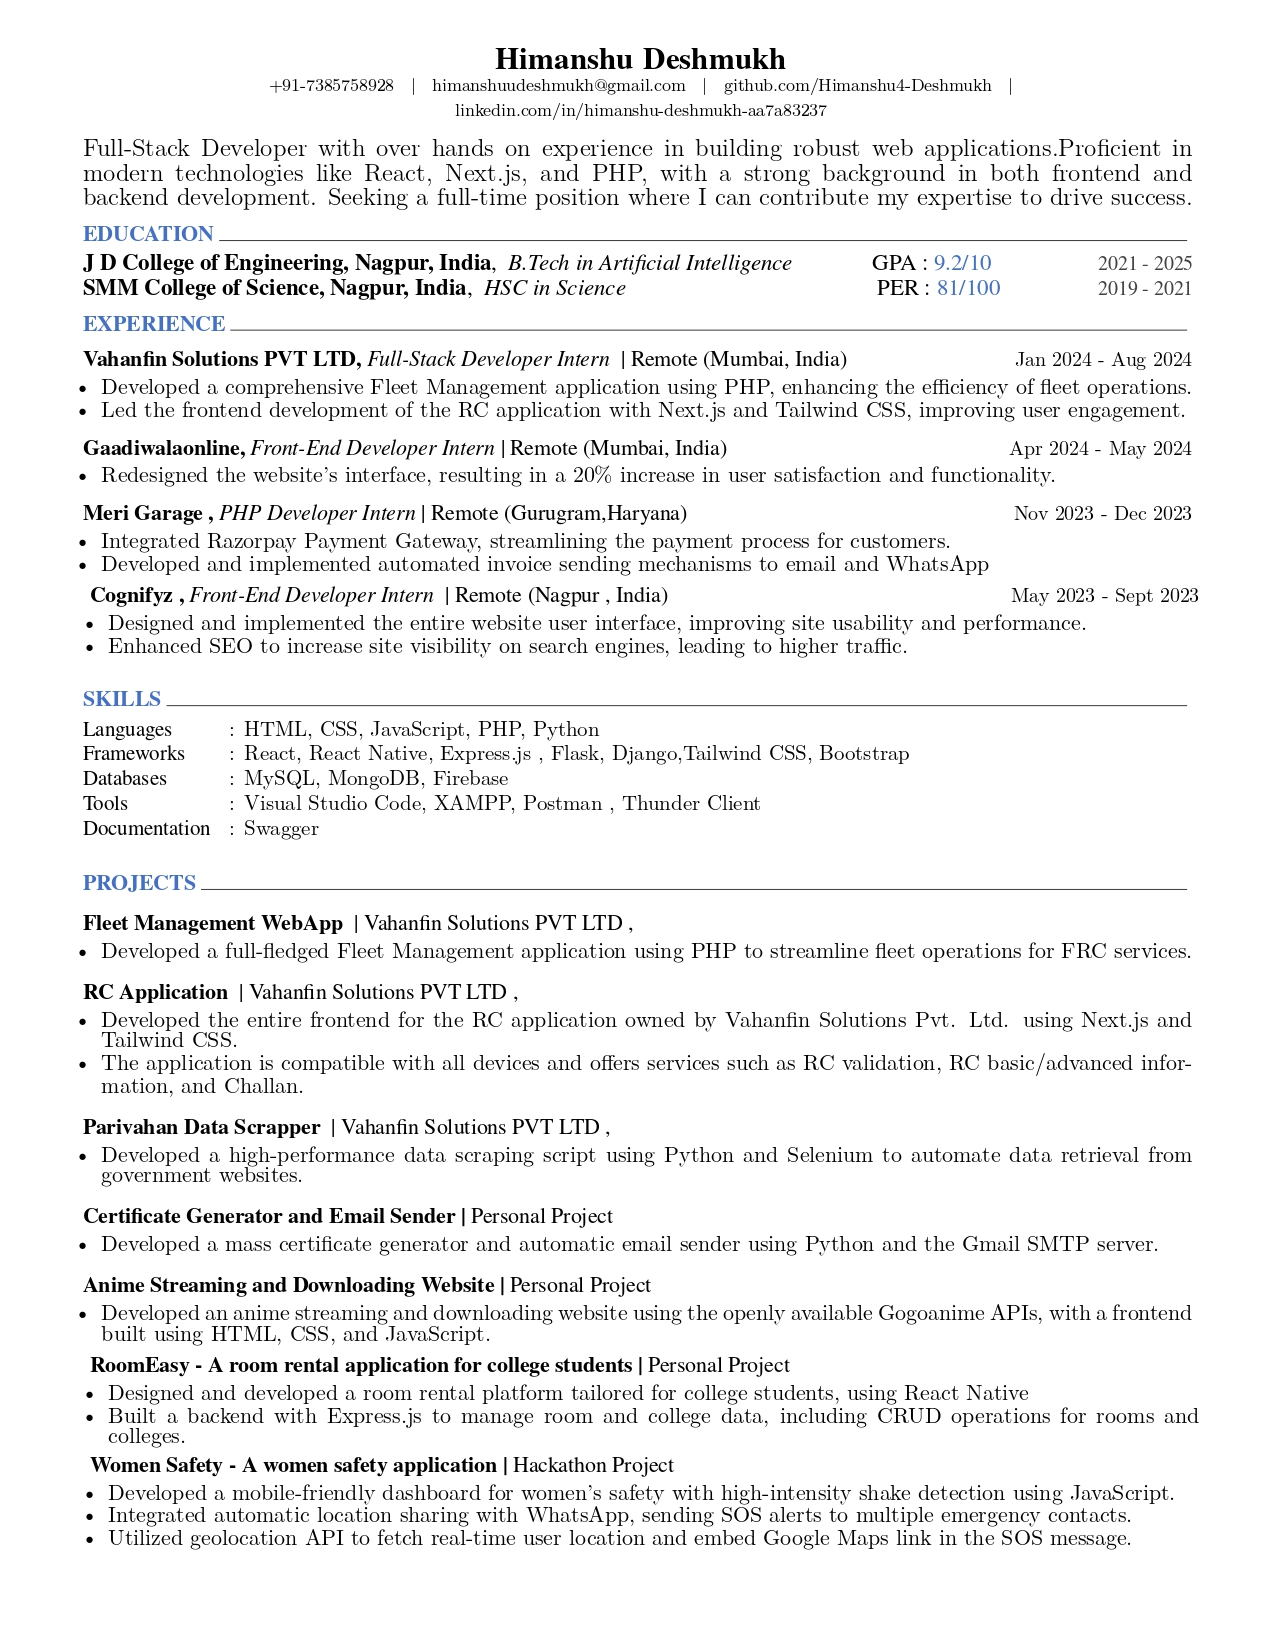 Himanshu Deshmukh
+91-7385758928 | himanshuudeshmukh@gmail.com | github.com/Himanshu4-Deshmukh |
linkedin.com/in/himanshu-deshmukh-aa7a83237
Full-Stack Developer with over hands on experience in building robust web applications.Proficient in
modern technologies like React, Next.js, and PHP, with a strong background in both frontend and
backend development. Seeking a full-time position where I can contribute my expertise to drive success.
EDUCATION
J D College of Engineering, Nagpur, India, B.Tech in Artificial Intelligence GPA : 9.2/10 2021 - 2025
SMM College of Science, Nagpur, India, HSC in Science PER : 81/100 2019 - 2021
EXPERIENCE
Vahanfin Solutions PVT LTD, Full-Stack Developer Intern | Remote (Mumbai, India) Jan 2024 - Aug 2024
• Developed a comprehensive Fleet Management application using PHP, enhancing the efficiency of fleet operations.
• Led the frontend development of the RC application with Next.js and Tailwind CSS, improving user engagement.
Gaadiwalaonline, Front-End Developer Intern | Remote (Mumbai, India) Apr 2024 - May 2024
• Redesigned the website's interface, resulting in a 20% increase in user satisfaction and functionality.
Meri Garage , PHP Developer Intern | Remote (Gurugram,Haryana) Nov 2023 - Dec 2023
• Integrated Razorpay Payment Gateway, streamlining the payment process for customers.
• Developed and implemented automated invoice sending mechanisms to email and WhatsApp
Cognifyz , Front-End Developer Intern | Remote (Nagpur , India) May 2023 - Sept 2023
• Designed and implemented the entire website user interface, improving site usability and performance.
• Enhanced SEO to increase site visibility on search engines, leading to higher traffic.
SKILLS
Languages : HTML, CSS, JavaScript, PHP, Python
Frameworks : React, React Native, Express.js , Flask, Django,Tailwind CSS, Bootstrap
Databases : MySQL, MongoDB, Firebase
Tools : Visual Studio Code, XAMPP, Postman , Thunder Client
Documentation : Swagger
PROJECTS
Fleet Management WebApp | Vahanfin Solutions PVT LTD ,
• Developed a full-fledged Fleet Management application using PHP to streamline fleet operations for FRC services.
RC Application | Vahanfin Solutions PVT LTD ,
• Developed the entire frontend for the RC application owned by Vahanfin Solutions Pvt. Ltd. using Next.js and
Tailwind CSS.
• The application is compatible with all devices and offers services such as RC validation, RC basic/advanced infor-
mation, and Challan.
Parivahan Data Scrapper | Vahanfin Solutions PVT LTD ,
• Developed a high-performance data scraping script using Python and Selenium to automate data retrieval from
government websites.
Certificate Generator and Email Sender | Personal Project
• Developed a mass certificate generator and automatic email sender using Python and the Gmail SMTP server.
Anime Streaming and Downloading Website | Personal Project
• Developed an anime streaming and downloading website using the openly available Gogoanime APIs, with a frontend
built using HTML, CSS, and JavaScript.
RoomEasy - A room rental application for college students | Personal Project
• Designed and developed a room rental platform tailored for college students, using React Native
• Built a backend with Express.js to manage room and college data, including CRUD operations for rooms and
colleges.
Women Safety - A women safety application | Hackathon Project
• Developed a mobile-friendly dashboard for women's safety with high-intensity shake detection using JavaScript.
• Integrated automatic location sharing with WhatsApp, sending SOS alerts to multiple emergency contacts.
• Utilized geolocation API to fetch real-time user location and embed Google Maps link in the SOS message.